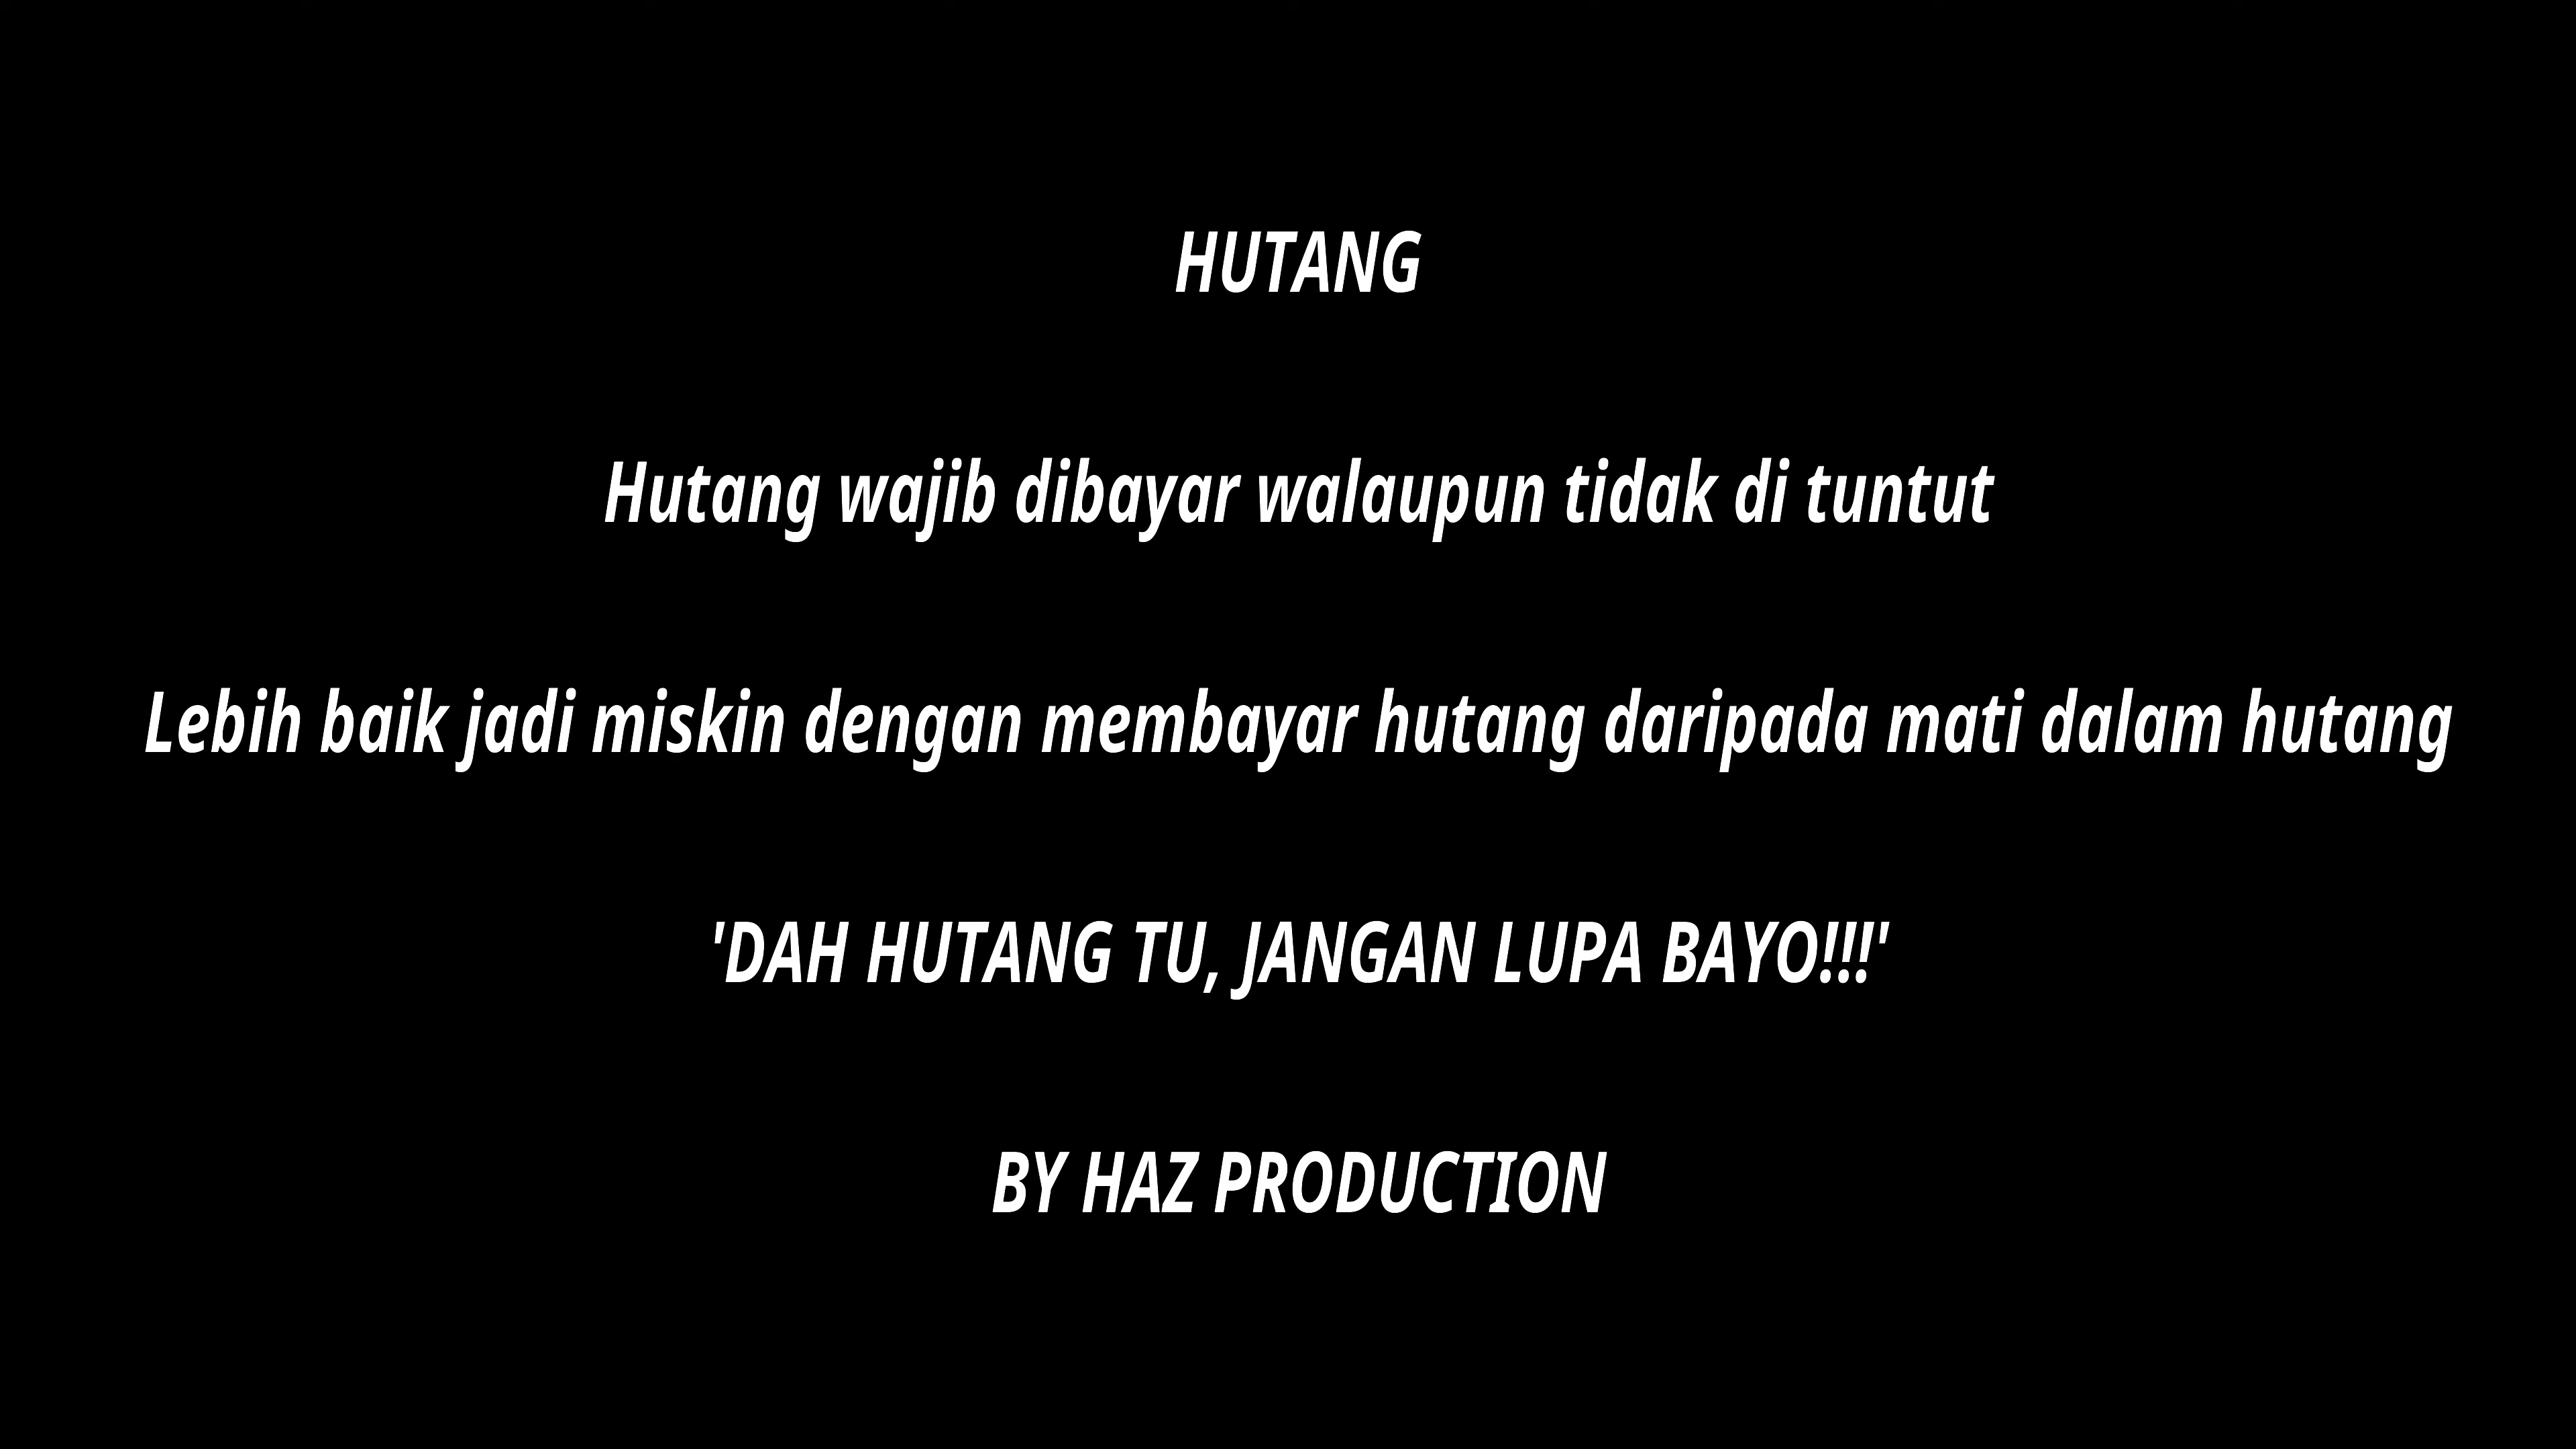 HUTANG
Hutang wajib dibayar walaupun tidak di tuntut
Lebih baik jadi miskin dengan membayar hutang daripada mati dalam hutang
'DAH HUTANG TU, JANGAN LUPA BAYO!!!'
BY HAZ PRODUCTION